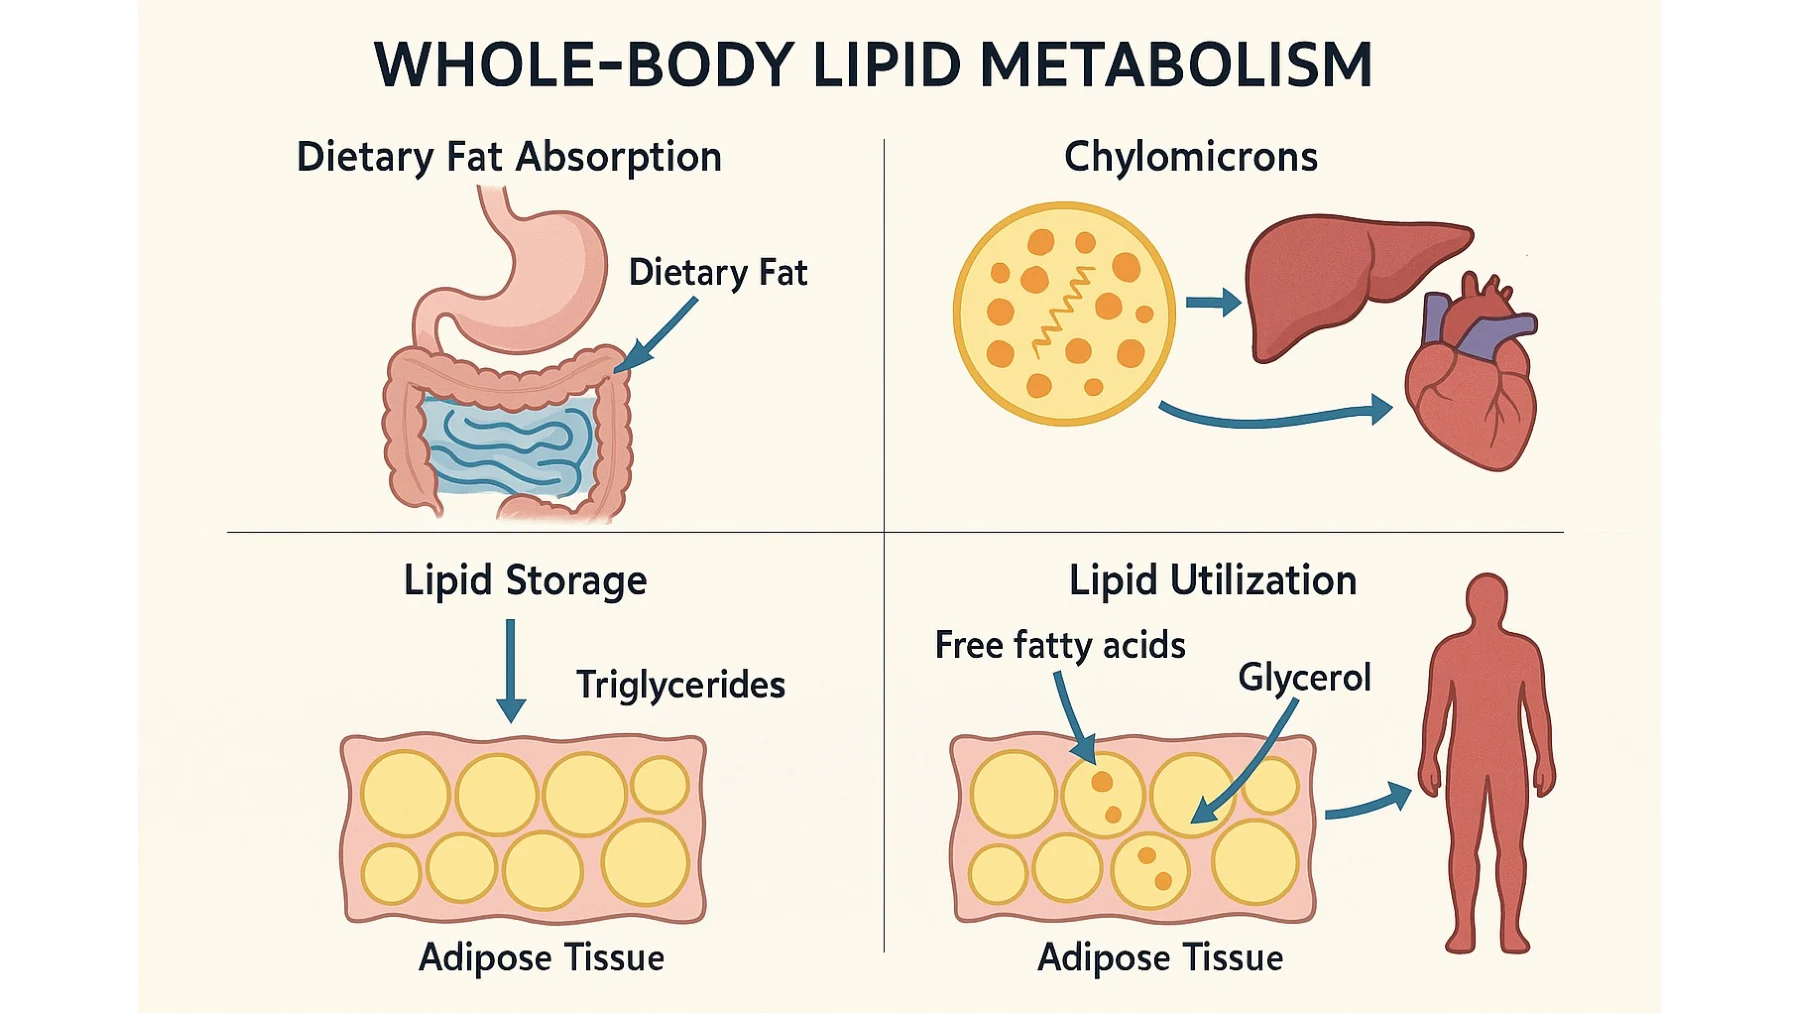 WHOLE-BODY LIPID METABOLISM
Dietary Fat Absorption
Dietary Fat
Chylomicrons
Lipid Storage
Triglycerides
Adipose Tissue
Lipid Utilization
Free fatty acids
Glycerol
Adipose Tissue